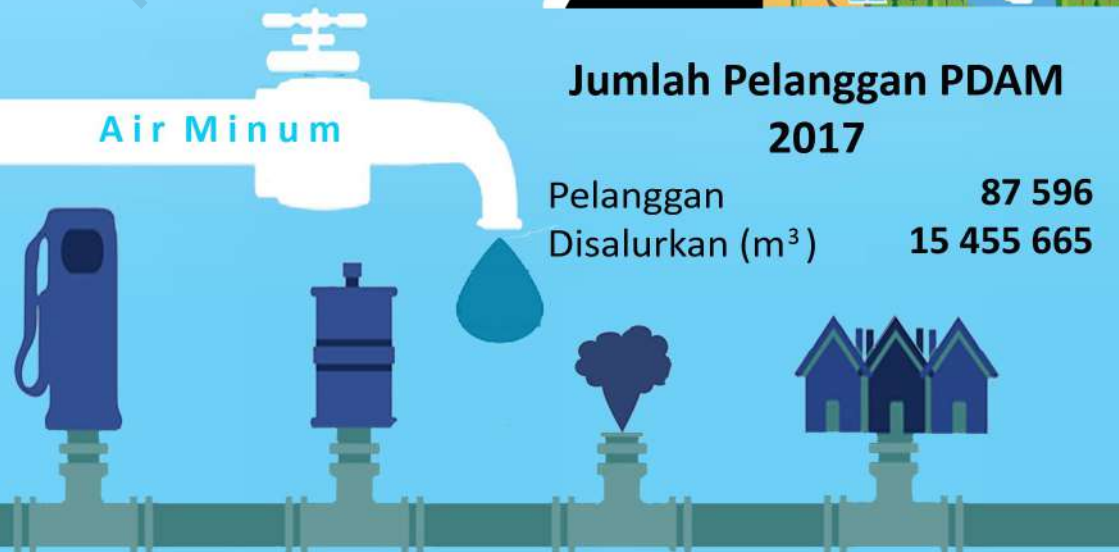 Air Minum
Jumlah Pelanggan PDAM
2017
Pelanggan 87 596
Disalurkan (m³) 15 455 665